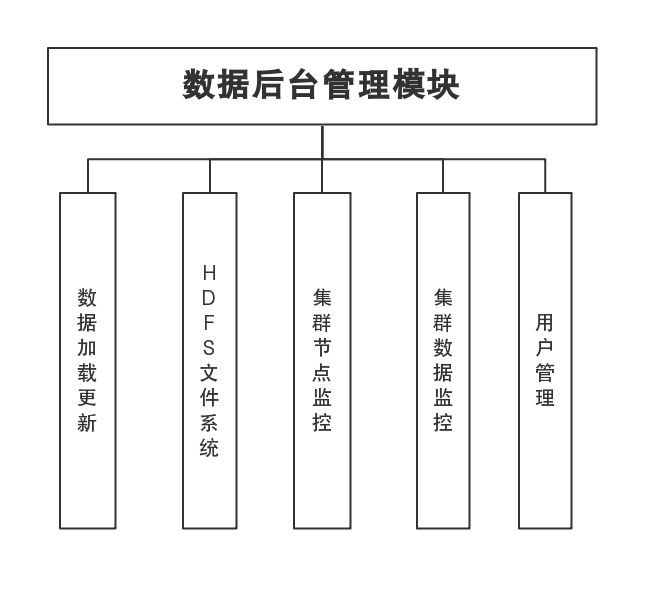 数据后台管理模块
数据加载更新
HDFS文件系统
集群节点监控
集群数据监控
用户管理